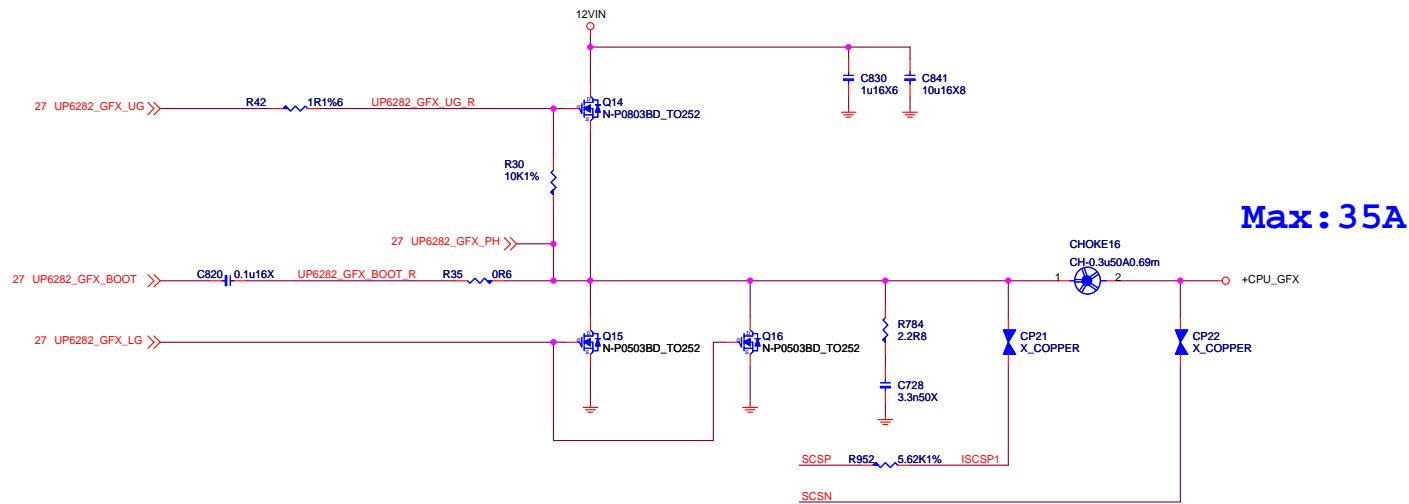 12VIN
C830
1u16X6
C841
10u16X8
27 UP6282_GFX_UG
R42
1R1%6
UP6282_GFX_UG_R
Q14
N-P0803BD_TO252
R30
10K1%
Max:35A
27 UP6282_GFX_PH
CHOKE16
CH-0.3u50A0.69m
27 UP6282_GFX_BOOT
C820
0.1u16X
UP6282_GFX_BOOT_R
R35
0R6
1
2
+CPU_GFX
27 UP6282_GFX_LG
Q15
N-P0503BD_TO252
Q16
N-P0503BD_TO252
R784
2.2R8
CP21
X_COPPER
CP22
X_COPPER
C728
3.3n50X
SCSP
R952
5.62K1%
ISCSP1
SCSN